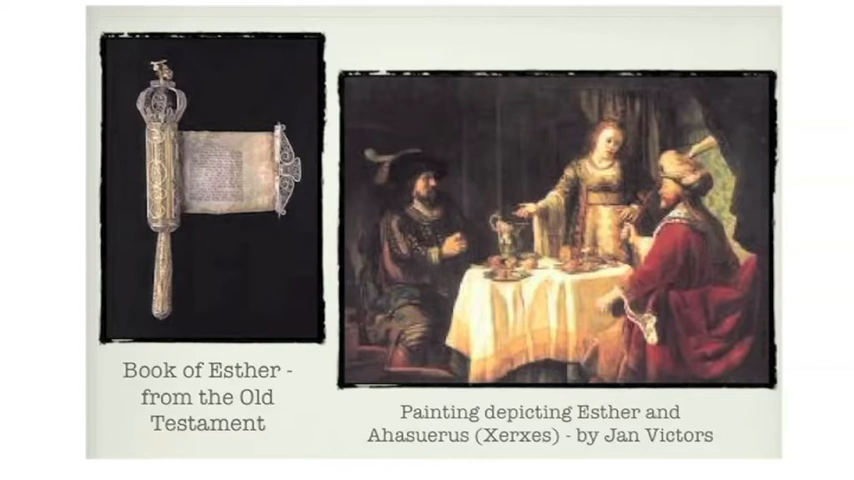 Book of Esther -
from the Old
Testament
Painting depicting Esther and
Ahasuerus (Xerxes) - by Jan Victors